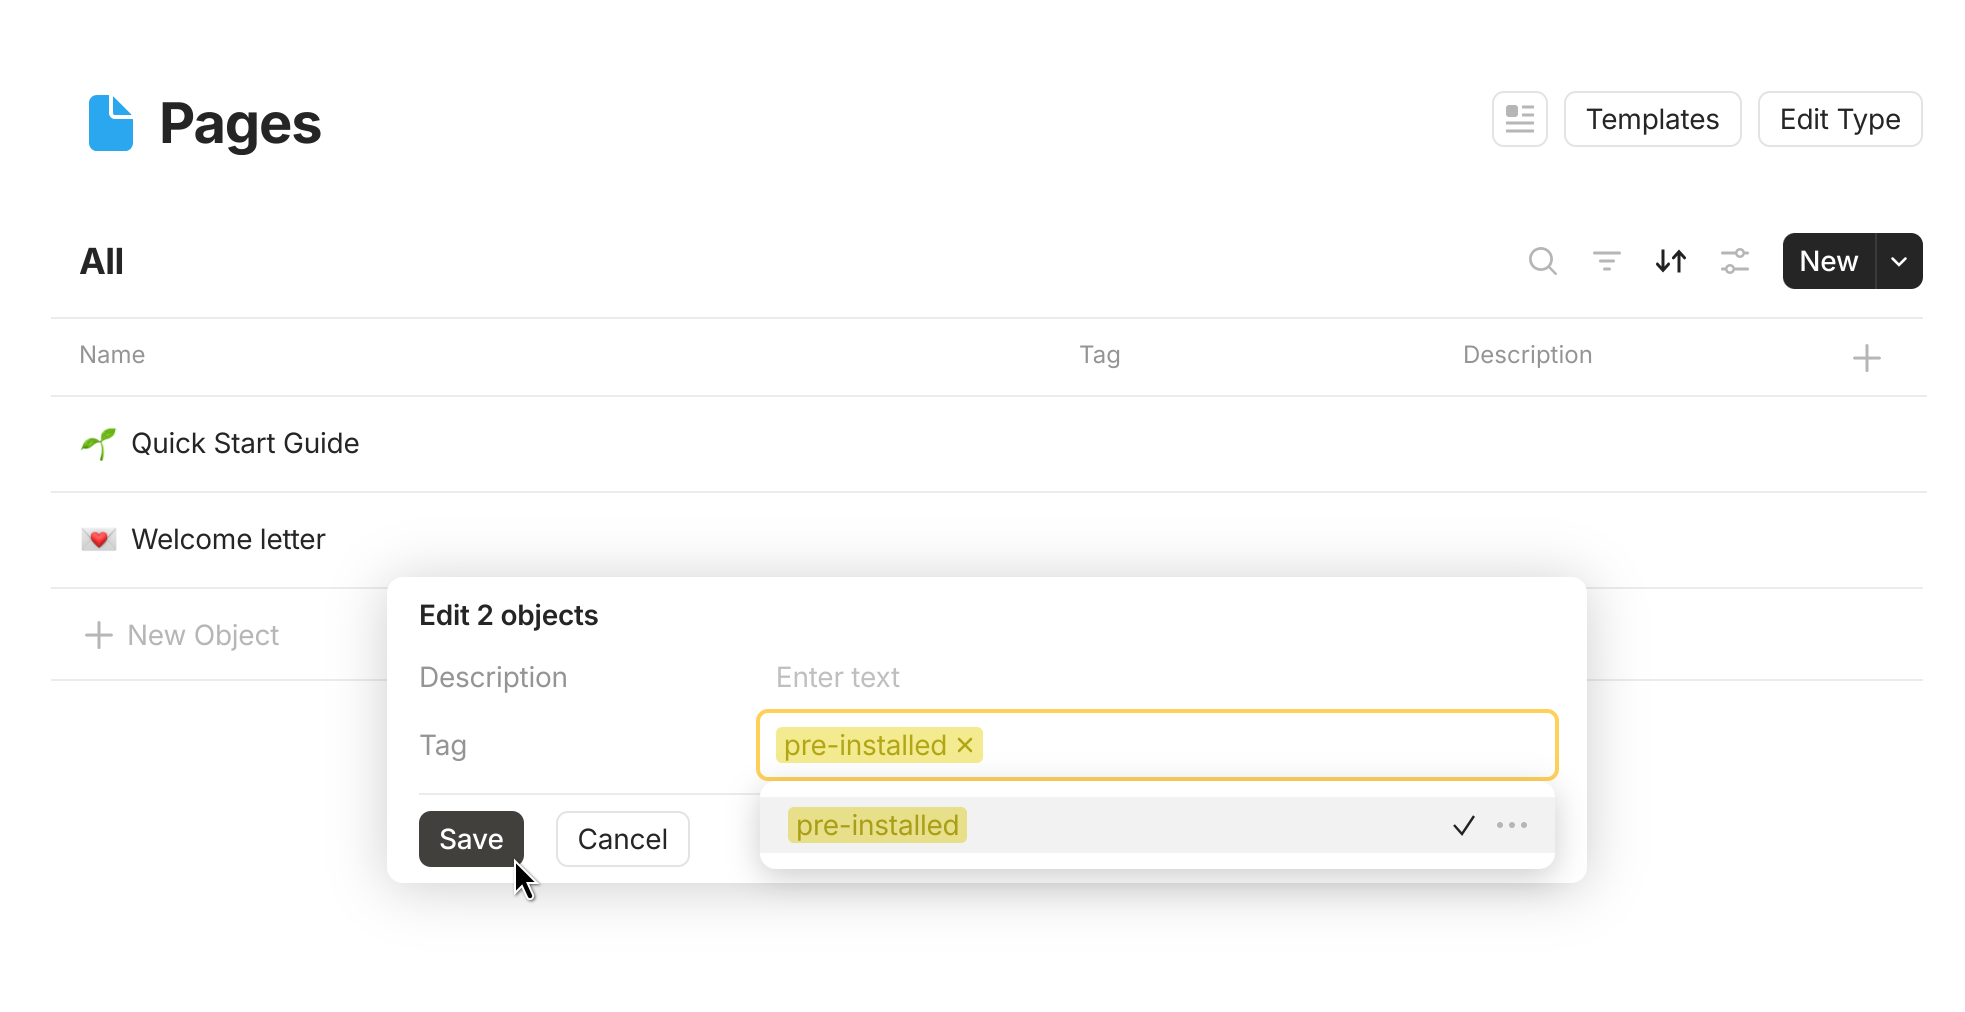 Pages
Templates
Edit Type
All
New
Name
Tag
Description
Quick Start Guide
Welcome letter
New Object
Edit 2 objects
Description
Enter text
Tag
pre-installed
pre-installed
Save
Cancel